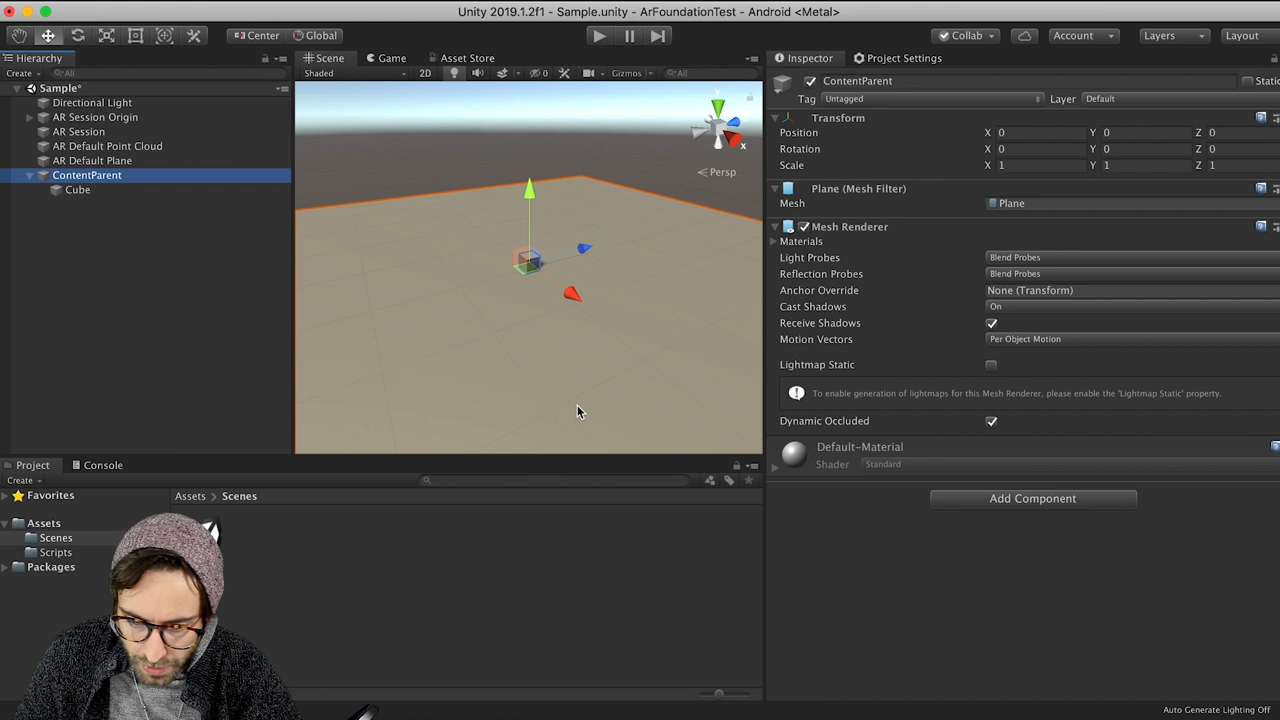 Unity 2019.1.2f1 - Sample.unity - ArFoundationTest - Android <Metal>
Center Global Collab Account Layers Layout
Hierarchy Scene Game Asset Store Inspector Project Settings
Create All Shaded 2D 0 Gizmos All
ContentParent Static
Sample*
Tag Untagged Layer Default
Directional Light
AR Session Origin
AR Session
AR Default Point Cloud
AR Default Plane
ContentParent
Cube
y
x
Persp
Transform
Position X 0 Y 0 Z 0
Rotation X 0 Y 0 Z 0
Scale X 1 Y 1 Z 1
Plane (Mesh Filter)
Mesh Plane
Mesh Renderer
Materials
Light Probes Blend Probes
Reflection Probes Blend Probes
Anchor Override None (Transform)
Cast Shadows On
Receive Shadows
Motion Vectors Per Object Motion
Lightmap Static
To enable generation of lightmaps for this Mesh Renderer, please enable the 'Lightmap Static' property.
Dynamic Occluded
Default-Material
Shader Standard
Add Component
Project Console
Create
Favorites
Assets > Scenes
Assets
Scenes
Scripts
Packages
Auto Generate Lighting Off